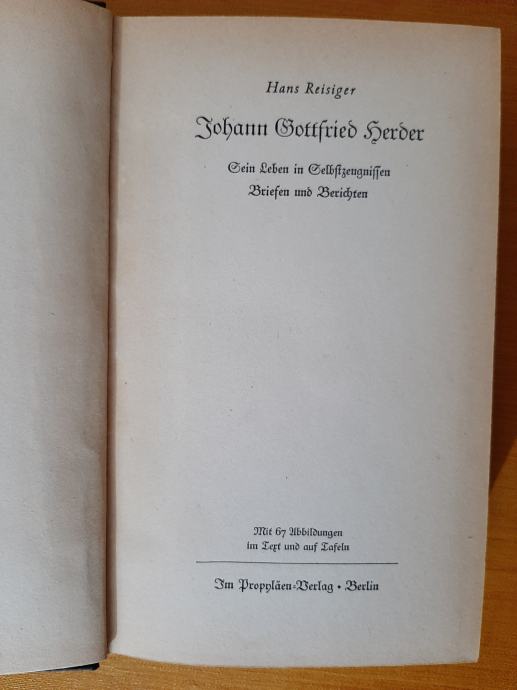 Hans Reisiger
Johann Gottfried Herder
Sein Leben in Selbstzeugnissen
Briefen und Berichten
Mit 67 Abbildungen
im Text und auf Tafeln
Im Propyläen-Verlag • Berlin